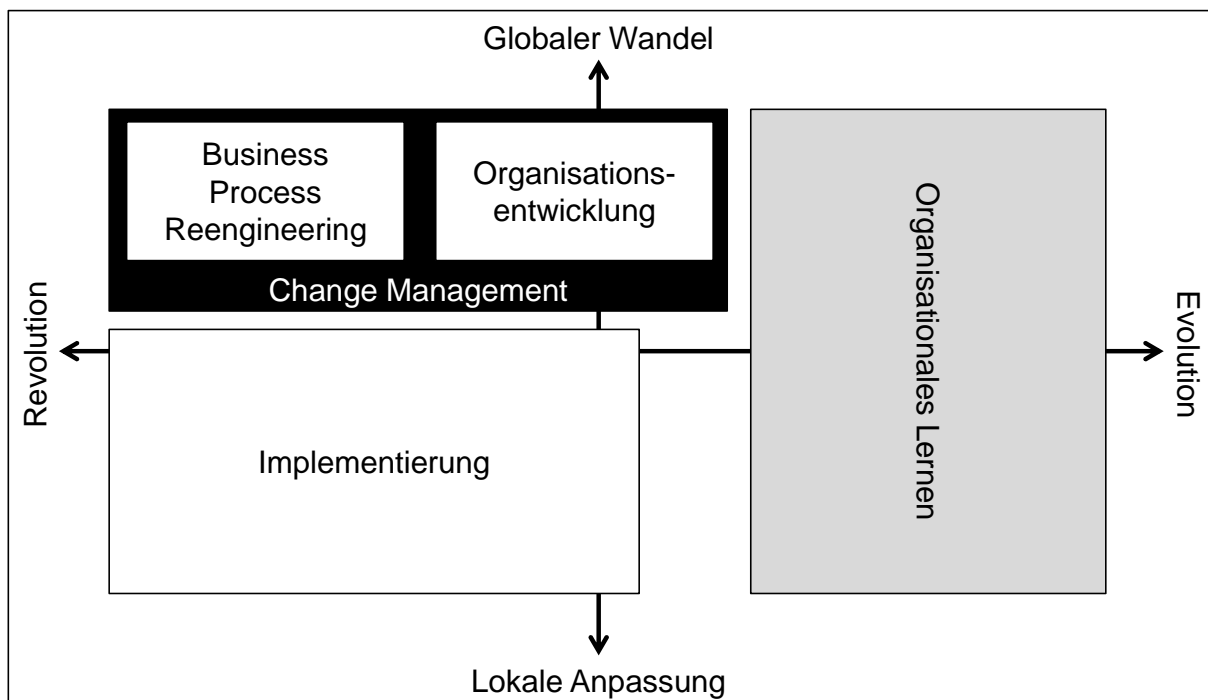 Globaler Wandel
Business
Process
Reengineering
Organisations-
entwicklung
Change Management
Revolution
Implementierung
Organisationales Lernen
Evolution
Lokale Anpassung